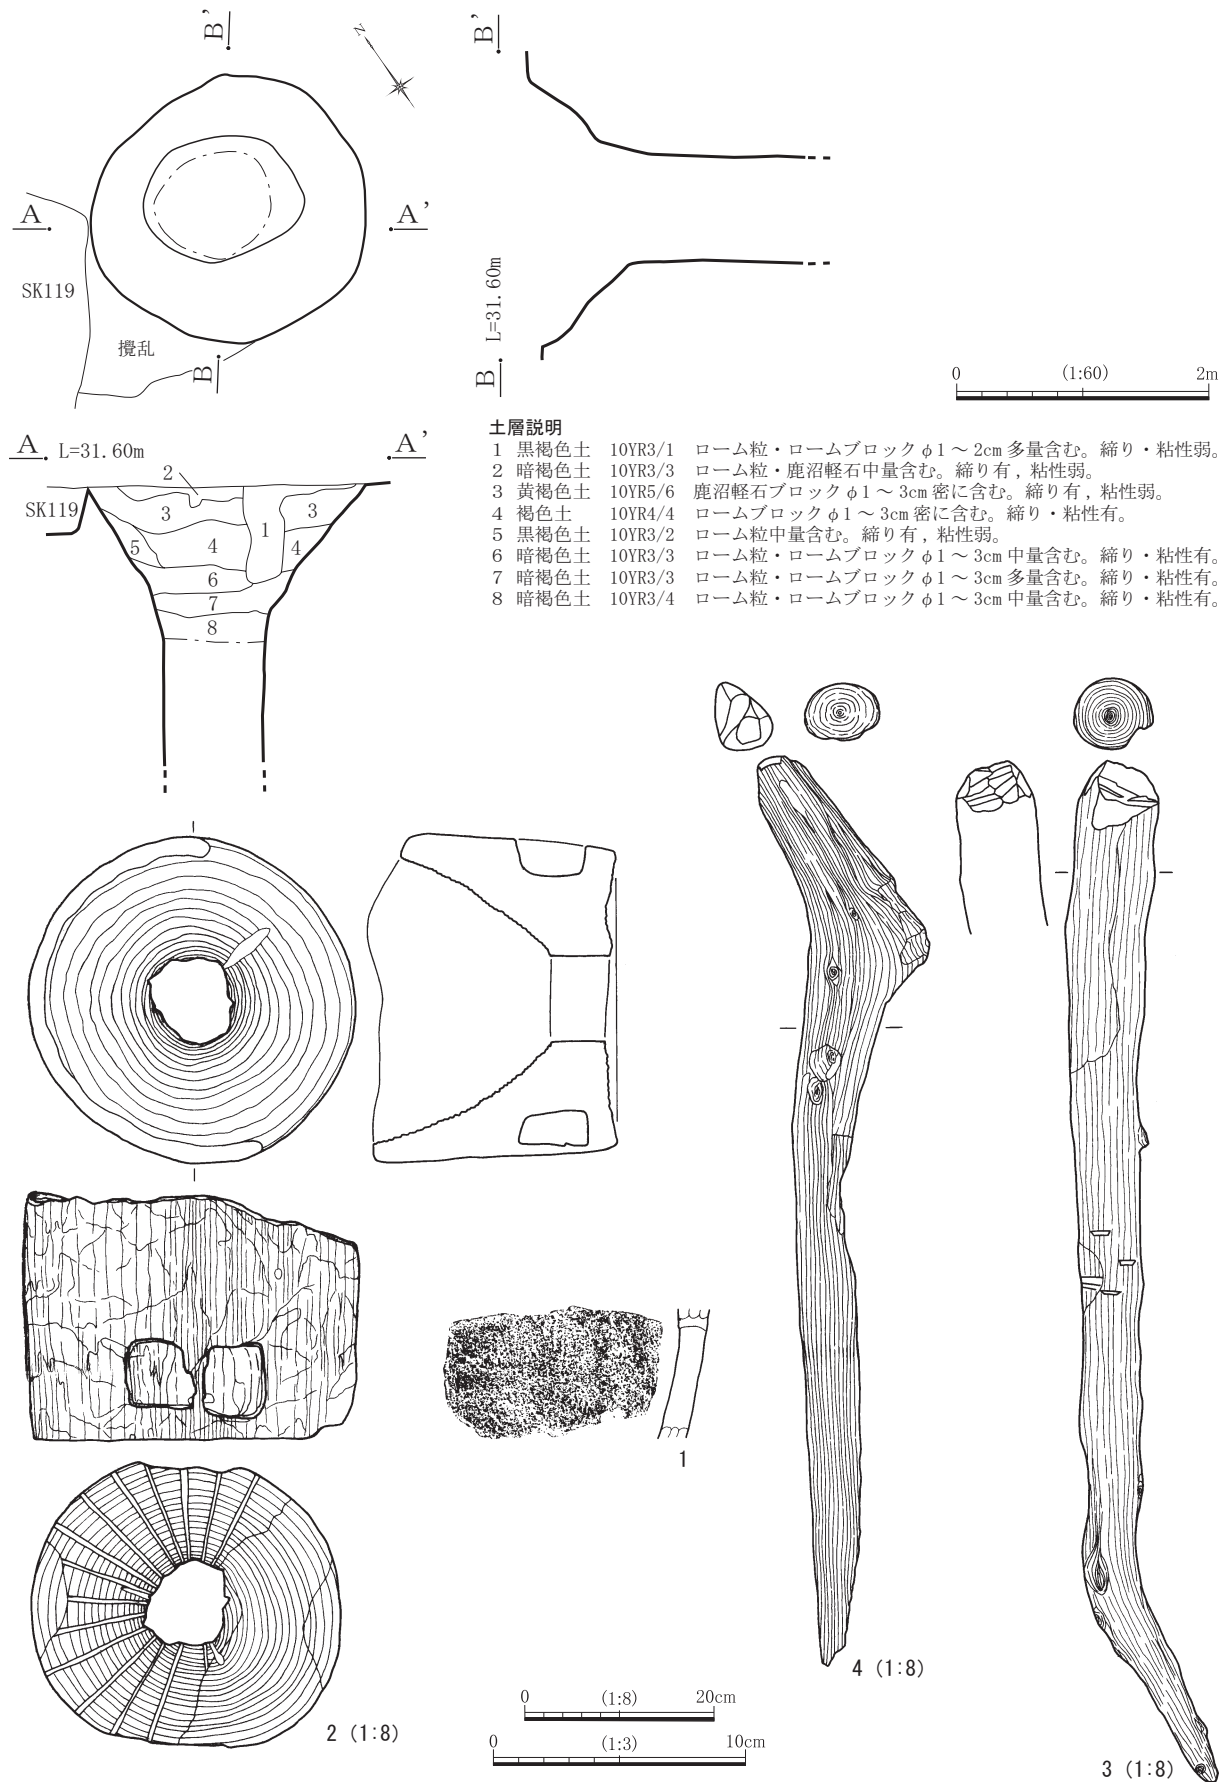 B'
N
B'
A
A'
SK119
攪乱
B
L=31.60m
B
0 (1:60) 2m
A L=31.60m A'
SK119
2
3
1
3
5
4
4
6
7
8
土層説明
1 黒褐色土 10YR3/1 ローム粒・ロームブロックφ1～2cm多量含む。締り・粘性弱。
2 暗褐色土 10YR3/3 ローム粒・鹿沼軽石中量含む。締り有,粘性弱。
3 黄褐色土 10YR5/6 鹿沼軽石ブロックφ1～3cm密に含む。締り有,粘性弱。
4 褐色土 10YR4/4 ロームブロックφ1～3cm密に含む。締り・粘性有。
5 黒褐色土 10YR3/2 ローム粒中量含む。締り有,粘性弱。
6 暗褐色土 10YR3/3 ローム粒・ロームブロックφ1～3cm中量含む。締り・粘性有。
7 暗褐色土 10YR3/3 ローム粒・ロームブロックφ1～3cm多量含む。締り・粘性有。
8 暗褐色土 10YR3/4 ローム粒・ロームブロックφ1～3cm中量含む。締り・粘性有。
1
4 (1:8)
2 (1:8)
0 (1:8) 20cm
0 (1:3) 10cm
3 (1:8)